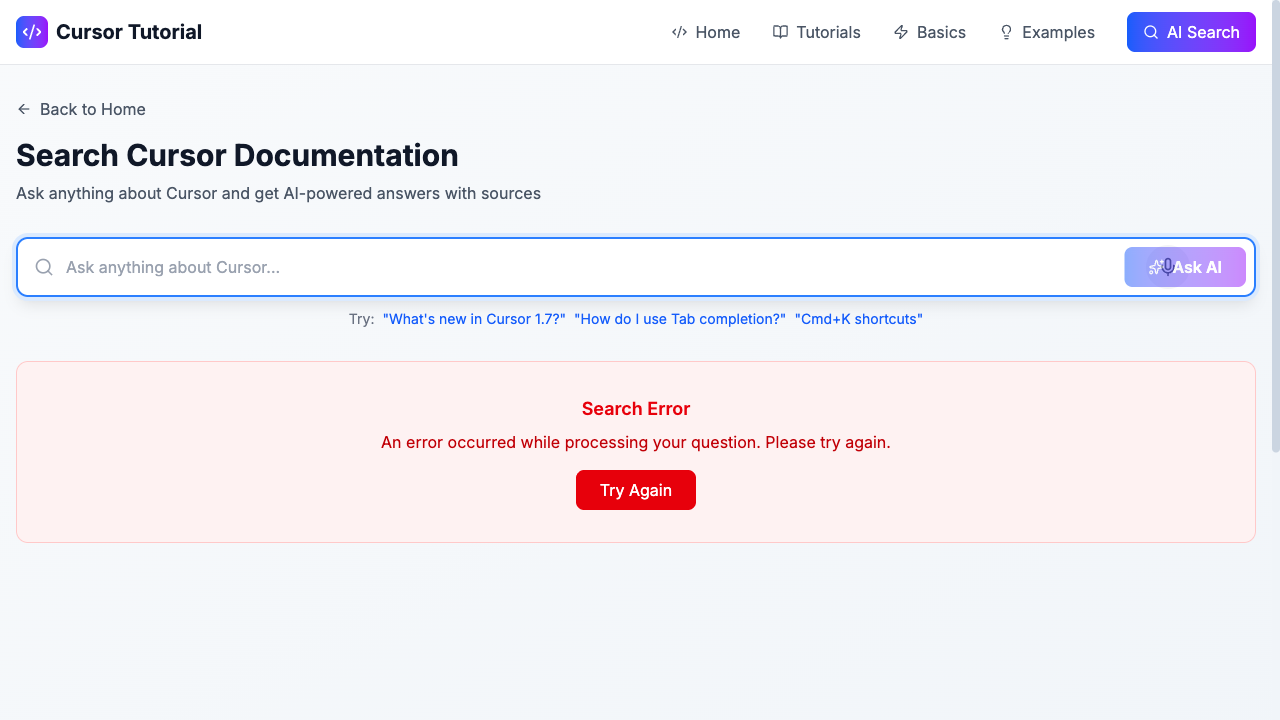 Cursor Tutorial
Home
Tutorials
Basics
Examples
AI Search
Back to Home
Search Cursor Documentation
Ask anything about Cursor and get AI-powered answers with sources
Ask anything about Cursor...
Ask AI
Try: "What's new in Cursor 1.7?" "How do I use Tab completion?" "Cmd+K shortcuts"
Search Error
An error occurred while processing your question. Please try again.
Try Again